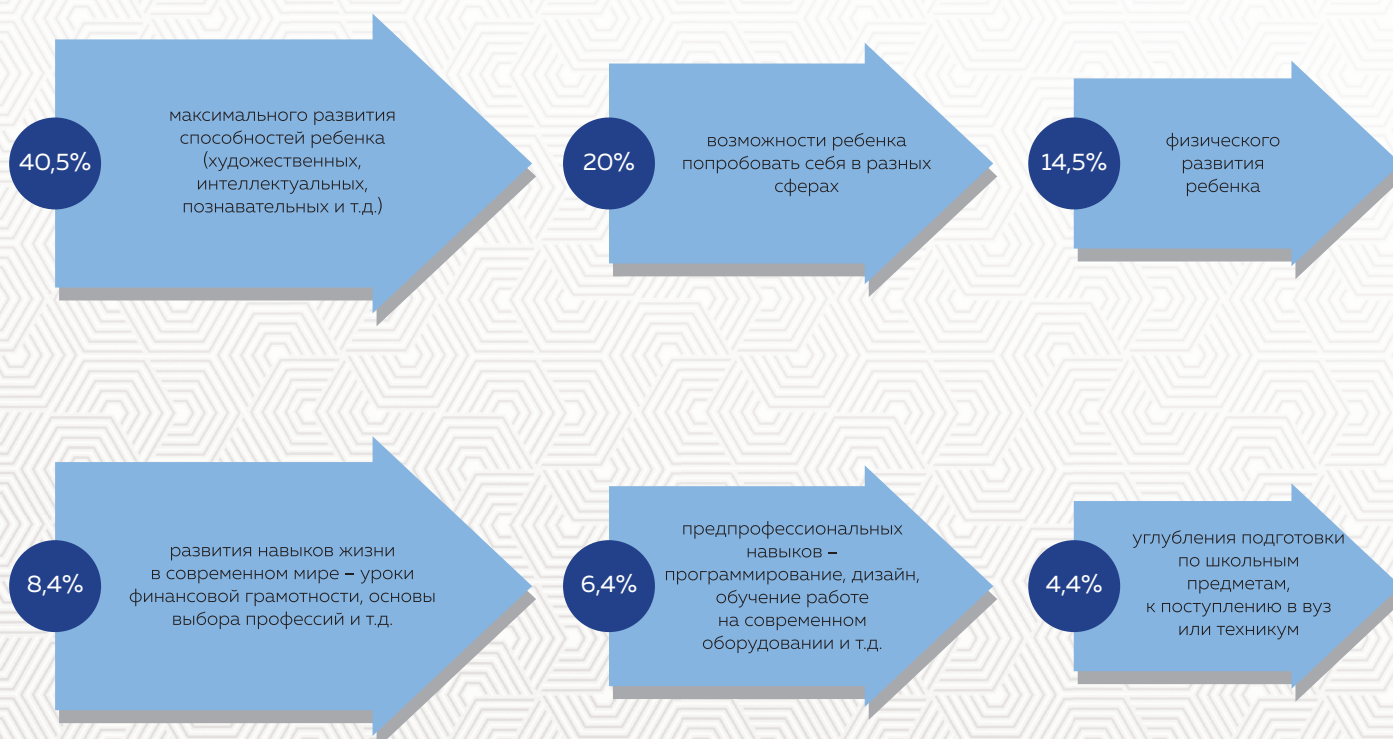 40,5%
максимального развития
способностей ребенка
(художественных,
интеллектуальных,
познавательных и т.д.)
20%
возможности ребенка
попробовать себя в разных
сферах
14,5%
физического
развития
ребенка
8,4%
развития навыков жизни
в современном мире – уроки
финансовой грамотности, основы
выбора профессий и т.д.
6,4%
предпрофессиональных
навыков –
программирование, дизайн,
обучение работе
на современном
оборудовании и т.д.
4,4%
углубления подготовки
по школьным
предметам,
к поступлению в вуз
или техникум